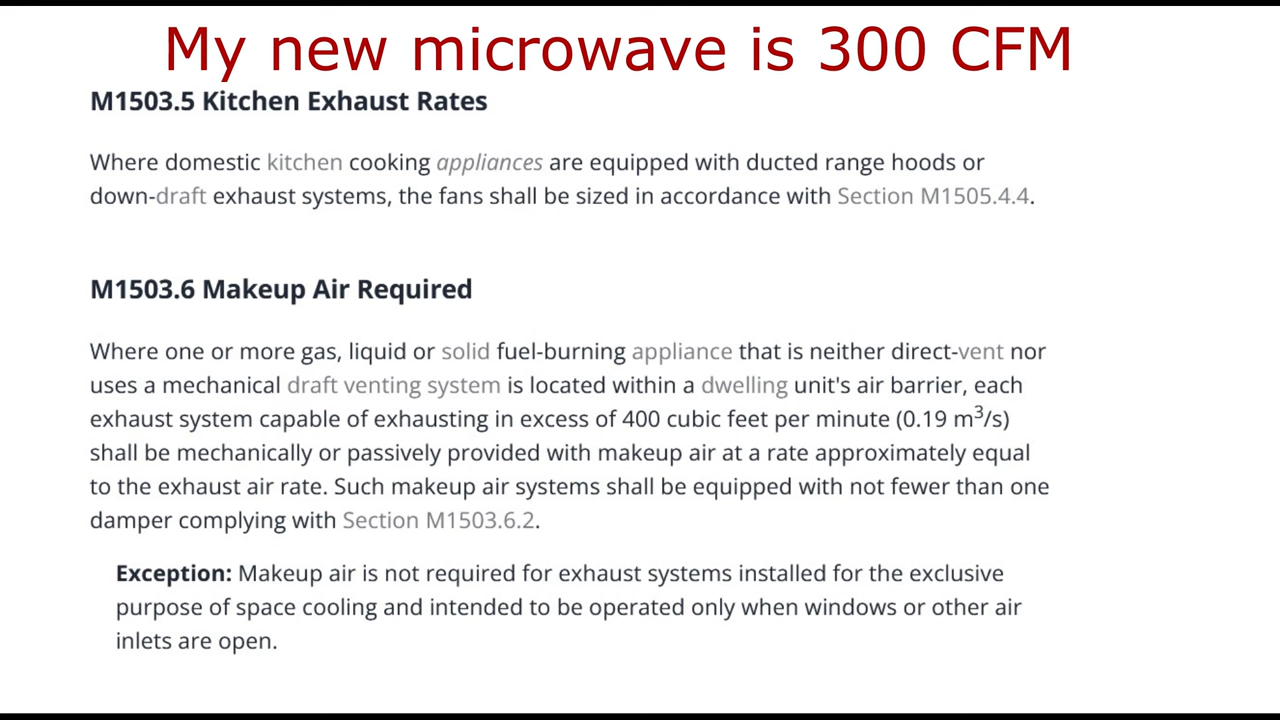 My new microwave is 300 CFM
M1503.5 Kitchen Exhaust Rates
Where domestic kitchen cooking appliances are equipped with ducted range hoods or
down-draft exhaust systems, the fans shall be sized in accordance with Section M1505.4.4.
M1503.6 Makeup Air Required
Where one or more gas, liquid or solid fuel-burning appliance that is neither direct-vent nor
uses a mechanical draft venting system is located within a dwelling unit's air barrier, each
exhaust system capable of exhausting in excess of 400 cubic feet per minute (0.19 m³/s)
shall be mechanically or passively provided with makeup air at a rate approximately equal
to the exhaust air rate. Such makeup air systems shall be equipped with not fewer than one
damper complying with Section M1503.6.2.
Exception: Makeup air is not required for exhaust systems installed for the exclusive
purpose of space cooling and intended to be operated only when windows or other air
inlets are open.